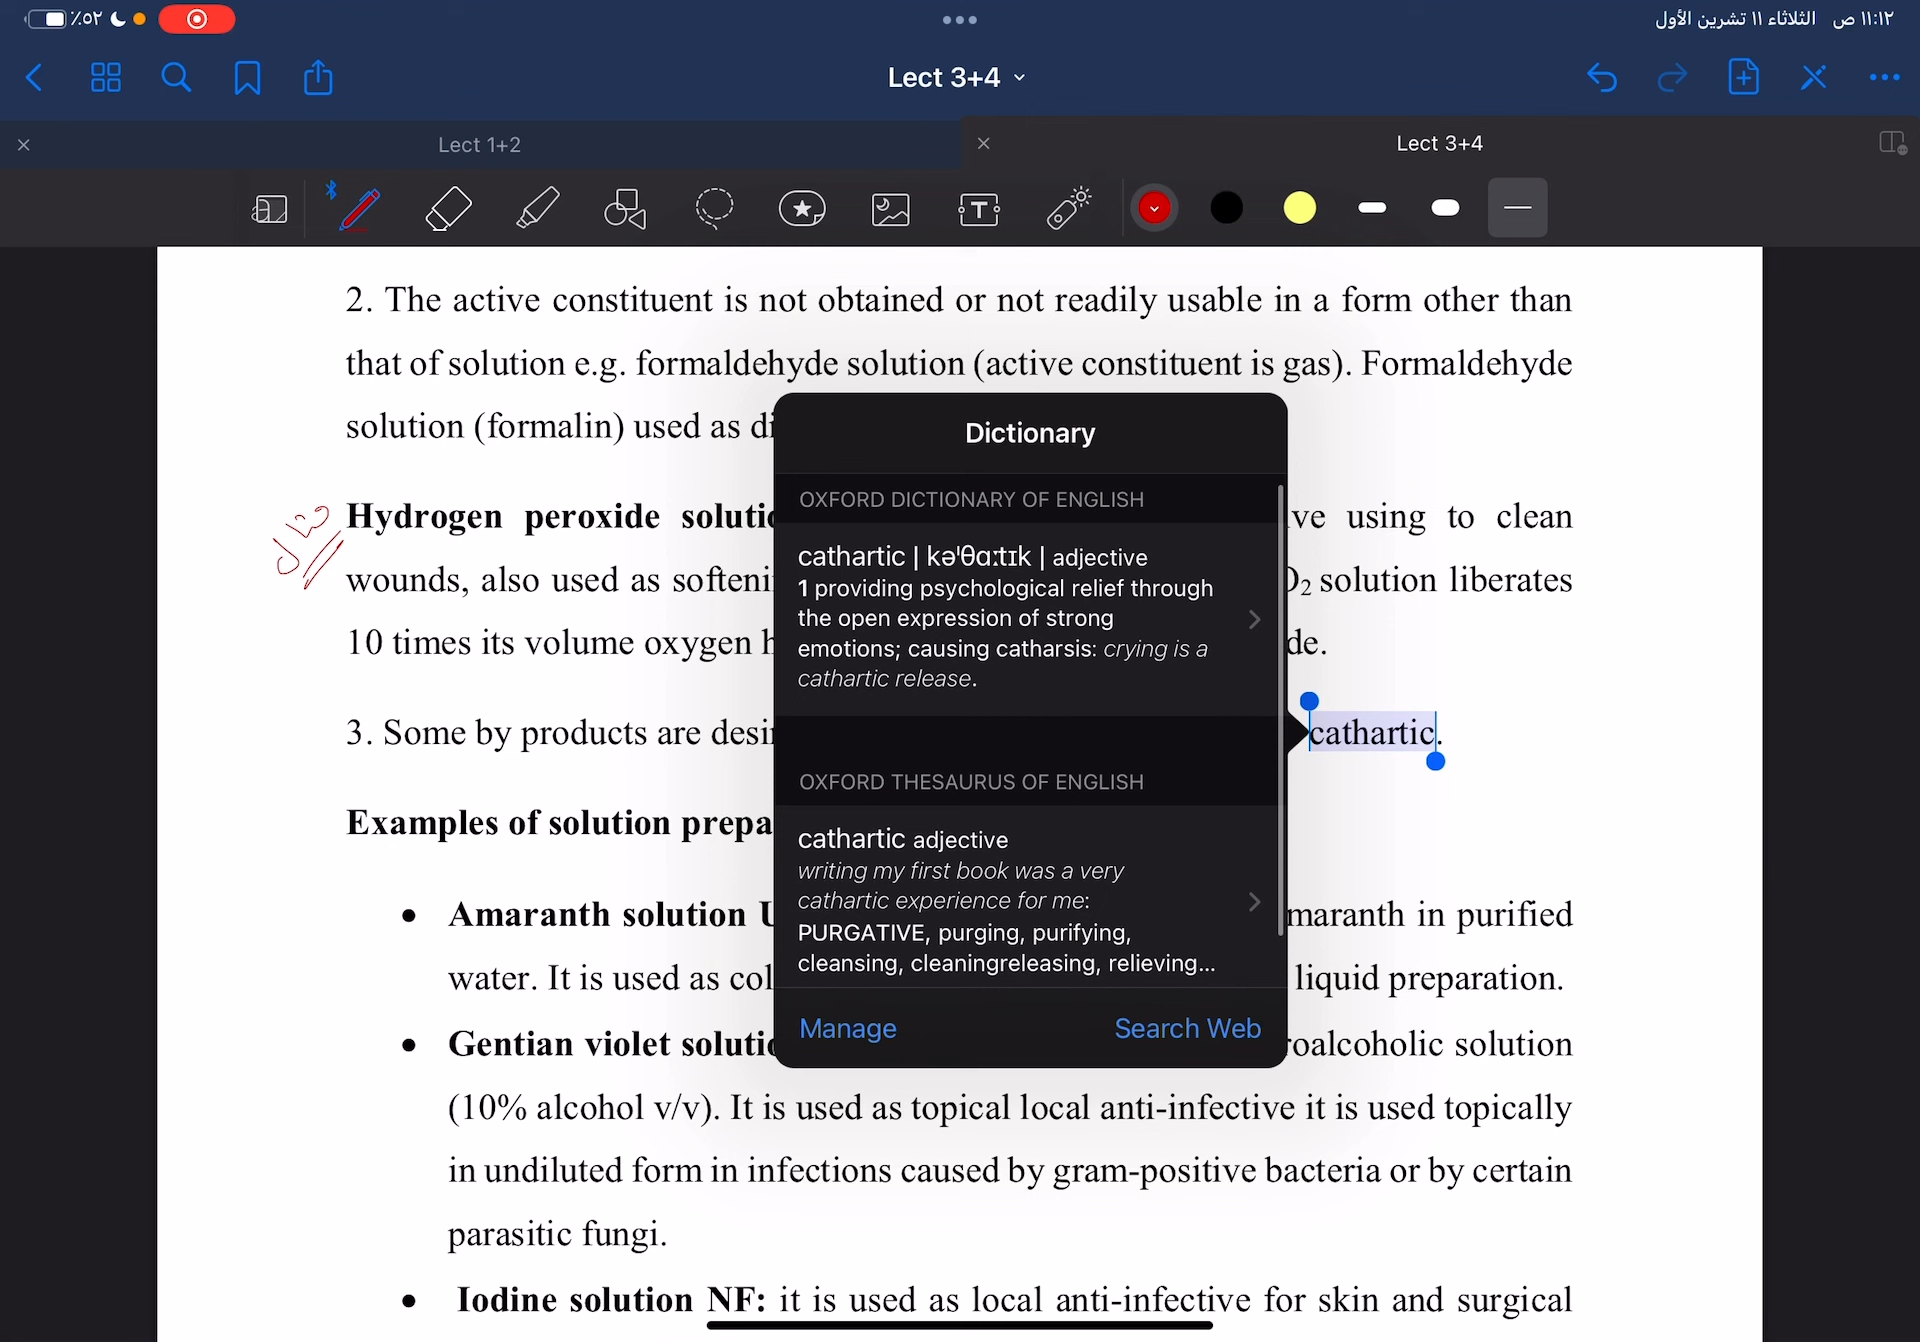 ٪٥٢
١١:١٢ ص الثلاثاء ١١ تشرين الأول
Lect 3+4
Lect 1+2
Lect 3+4
2. The active constituent is not obtained or not readily usable in a form other than
that of solution e.g. formaldehyde solution (active constituent is gas). Formaldehyde
solution (formalin) used as di
Hydrogen peroxide solutio ve using to clean
wounds, also used as softeni O₂ solution liberates
10 times its volume oxygen h de.
3. Some by products are desir cathartic.
Examples of solution prepa
• Amaranth solution U maranth in purified
water. It is used as col liquid preparation.
• Gentian violet solutio roalcoholic solution
(10% alcohol v/v). It is used as topical local anti-infective it is used topically
in undiluted form in infections caused by gram-positive bacteria or by certain
parasitic fungi.
• Iodine solution NF: it is used as local anti-infective for skin and surgical
Dictionary
OXFORD DICTIONARY OF ENGLISH
cathartic | kəˈθɑːtɪk | adjective
1 providing psychological relief through
the open expression of strong
emotions; causing catharsis: crying is a
cathartic release.
OXFORD THESAURUS OF ENGLISH
cathartic adjective
writing my first book was a very
cathartic experience for me:
PURGATIVE, purging, purifying,
cleansing, cleaningreleasing, relieving...
Manage Search Web